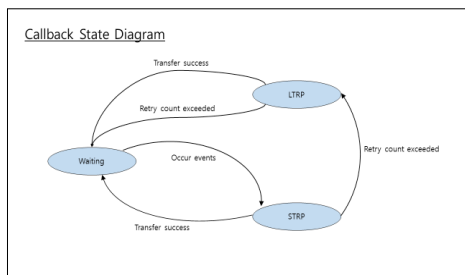 Callback State Diagram
Transfer success
LTRP
Retry count exceeded
Waiting
Occur events
Retry count exceeded
STRP
Transfer success